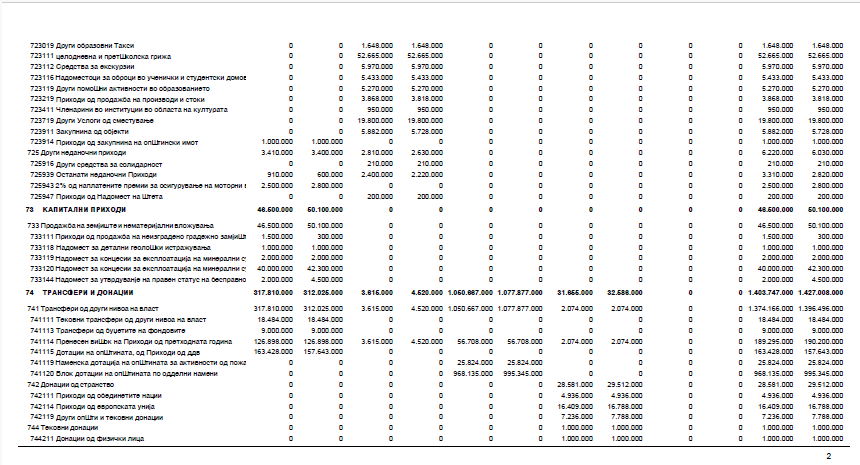 723019 Други образовни Такси 0 0 1.648.000 1.648.000 0 0 0 0 0 0 1.648.000 1.648.000
723111 целодневна и претШколска грижа 0 0 52.665.000 52.665.000 0 0 0 0 0 0 52.665.000 52.665.000
723112 Средства за екскурзии 0 0 5.970.000 5.970.000 0 0 0 0 0 0 5.970.000 5.970.000
723116 Надоместоци за оброци во ученички и студентски домов 0 0 5.433.000 5.433.000 0 0 0 0 0 0 5.433.000 5.433.000
723119 Други помоШни активности во образованието 0 0 5.270.000 5.270.000 0 0 0 0 0 0 5.270.000 5.270.000
723219 Приходи од продажба на производи и стоки 0 0 3.868.000 3.818.000 0 0 0 0 0 0 3.868.000 3.818.000
723411 Членарини во институции во областа на културата 0 0 950.000 950.000 0 0 0 0 0 0 950.000 950.000
723719 Други Услоги од сместување 0 0 19.800.000 19.800.000 0 0 0 0 0 0 19.800.000 19.800.000
723911 Закупнина од објекти 0 0 5.882.000 5.728.000 0 0 0 0 0 0 5.882.000 5.728.000
723914 Приходи од закупнина на опШтински имот 1.000.000 1.000.000 0 0 0 0 0 0 0 0 1.000.000 1.000.000
725 Други неданочни приходи 3.410.000 3.400.000 2.810.000 2.630.000 0 0 0 0 0 0 6.220.000 6.030.000
725916 Други средства за солидарност 0 0 210.000 210.000 0 0 0 0 0 0 210.000 210.000
725939 Останати неданочни Приходи 910.000 600.000 2.400.000 2.220.000 0 0 0 0 0 0 3.310.000 2.820.000
725943 2% од наплатените премии за осигурување на моторни в 2.500.000 2.800.000 0 0 0 0 0 0 0 0 2.500.000 2.800.000
725947 Приход од Надомест на Штета 0 0 200.000 200.000 0 0 0 0 0 0 200.000 200.000
73 КАПИТАЛНИ ПРИХОДИ 46.500.000 50.100.000 0 0 0 0 0 0 0 0 46.500.000 50.100.000
733 Продажба на земјиште и нематеријални вложувања 46.500.000 50.100.000 0 0 0 0 0 0 0 0 46.500.000 50.100.000
733111 Приходи од продажба на неизградено градежно замјиШт 1.500.000 300.000 0 0 0 0 0 0 0 0 1.500.000 300.000
733118 Надомест за детални геолоШки истражувања 1.000.000 1.000.000 0 0 0 0 0 0 0 0 1.000.000 1.000.000
733119 Надомест за концесии за експлоатација на минерални с 2.000.000 2.000.000 0 0 0 0 0 0 0 0 2.000.000 2.000.000
733120 Надомест за концесии за експлоатација на минерални с 40.000.000 42.300.000 0 0 0 0 0 0 0 0 40.000.000 42.300.000
733144 Надомест за утврдување на правен статус на бесправно 2.000.000 4.500.000 0 0 0 0 0 0 0 0 2.000.000 4.500.000
74 ТРАНСФЕРИ И ДОНАЦИИ 317.810.000 312.025.000 3.615.000 4.520.000 1.050.667.000 1.077.877.000 31.655.000 32.586.000 0 0 1.403.747.000 1.427.008.000
741 Трансфери од други нивоа на власт 317.810.000 312.025.000 3.615.000 4.520.000 1.050.667.000 1.077.877.000 2.074.000 2.074.000 0 0 1.374.166.000 1.396.496.000
741111 Тековни трансфери од други нивоа на власт 18.484.000 18.484.000 0 0 0 0 0 0 0 0 18.484.000 18.484.000
741113 Трансфери од буџетите на фондовите 9.000.000 9.000.000 0 0 0 0 0 0 0 0 9.000.000 9.000.000
741114 Пренесен виШок на Приходи од претходната година 126.898.000 126.898.000 3.615.000 4.520.000 56.708.000 56.708.000 2.074.000 2.074.000 0 0 189.295.000 190.200.000
741115 Дотации на опШтината, од Приходи од ддв 163.428.000 157.643.000 0 0 0 0 0 0 0 0 163.428.000 157.643.000
741119 Наменска дотација на опШтината за активности од пожа 0 0 0 0 25.824.000 25.824.000 0 0 0 0 25.824.000 25.824.000
741120 Блок дотации на опШтината по одделни намени 0 0 0 0 968.135.000 995.345.000 0 0 0 0 968.135.000 995.345.000
742 Донации од странство 0 0 0 0 0 0 28.581.000 29.512.000 0 0 28.581.000 29.512.000
742111 Приходи од обединетите нации 0 0 0 0 0 0 4.936.000 4.936.000 0 0 4.936.000 4.936.000
742114 Приходи од европската унија 0 0 0 0 0 0 16.409.000 16.788.000 0 0 16.409.000 16.788.000
742119 Други опШти и тековни донации 0 0 0 0 0 0 7.236.000 7.788.000 0 0 7.236.000 7.788.000
744 Тековни донации 0 0 0 0 0 0 1.000.000 1.000.000 0 0 1.000.000 1.000.000
744211 Донации од физички лица 0 0 0 0 0 0 1.000.000 1.000.000 0 0 1.000.000 1.000.000
2